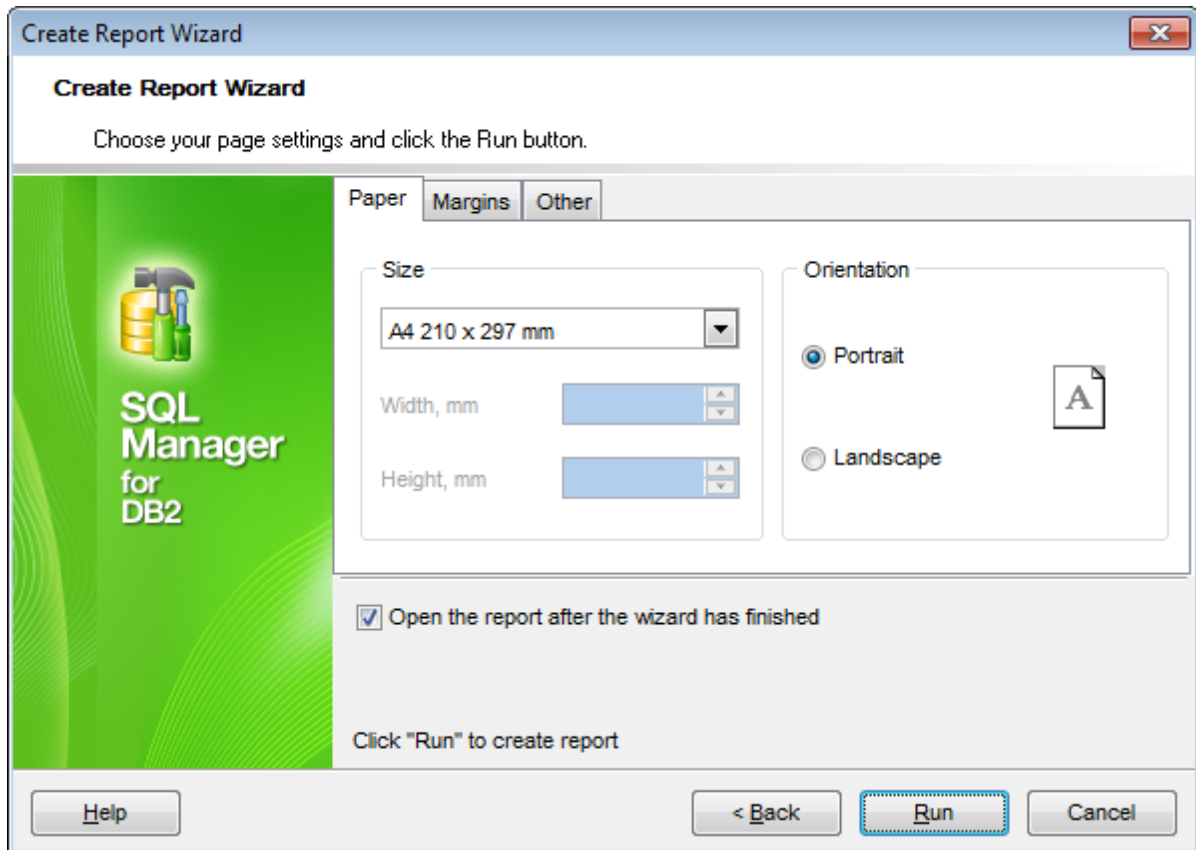 Create Report Wizard
Create Report Wizard
Choose your page settings and click the Run button.
Paper Margins Other
SQL
Manager
for
DB2
Size
A4 210 x 297 mm
Width, mm
Height, mm
Orientation
Portrait
A
Landscape
Open the report after the wizard has finished
Click "Run" to create report
Help < Back Run Cancel